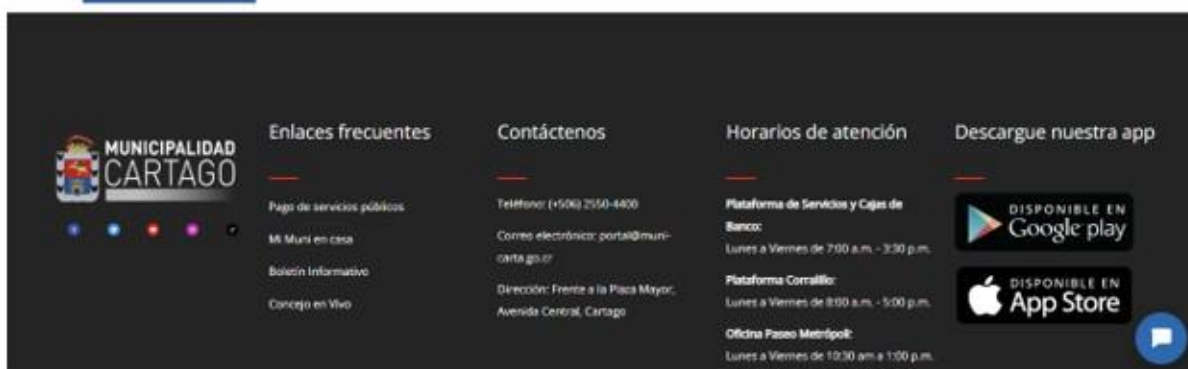 MUNICIPALIDAD
CARTAGO
Enlaces frecuentes
Pago de servicios públicos
Mi Muni en casa
Boletín Informativo
Concejo en Vivo
Contáctenos
Teléfono: (+506) 2550-4400
Correo electrónico: portal@muni-
carta.go.cr
Dirección: Frente a la Plaza Mayor,
Avenida Central, Cartago
Horarios de atención
Plataforma de Servicios y Cajas de
Banco:
Lunes a Viernes de 7:00 a.m. - 3:30 p.m.
Plataforma Corralillo:
Lunes a Viernes de 8:00 a.m. - 5:00 p.m.
Oficina Paseo Metrópoli:
Lunes a Viernes de 10:30 am a 1:00 p.m.
Descargue nuestra app
DISPONIBLE EN
Google play
DISPONIBLE EN
App Store